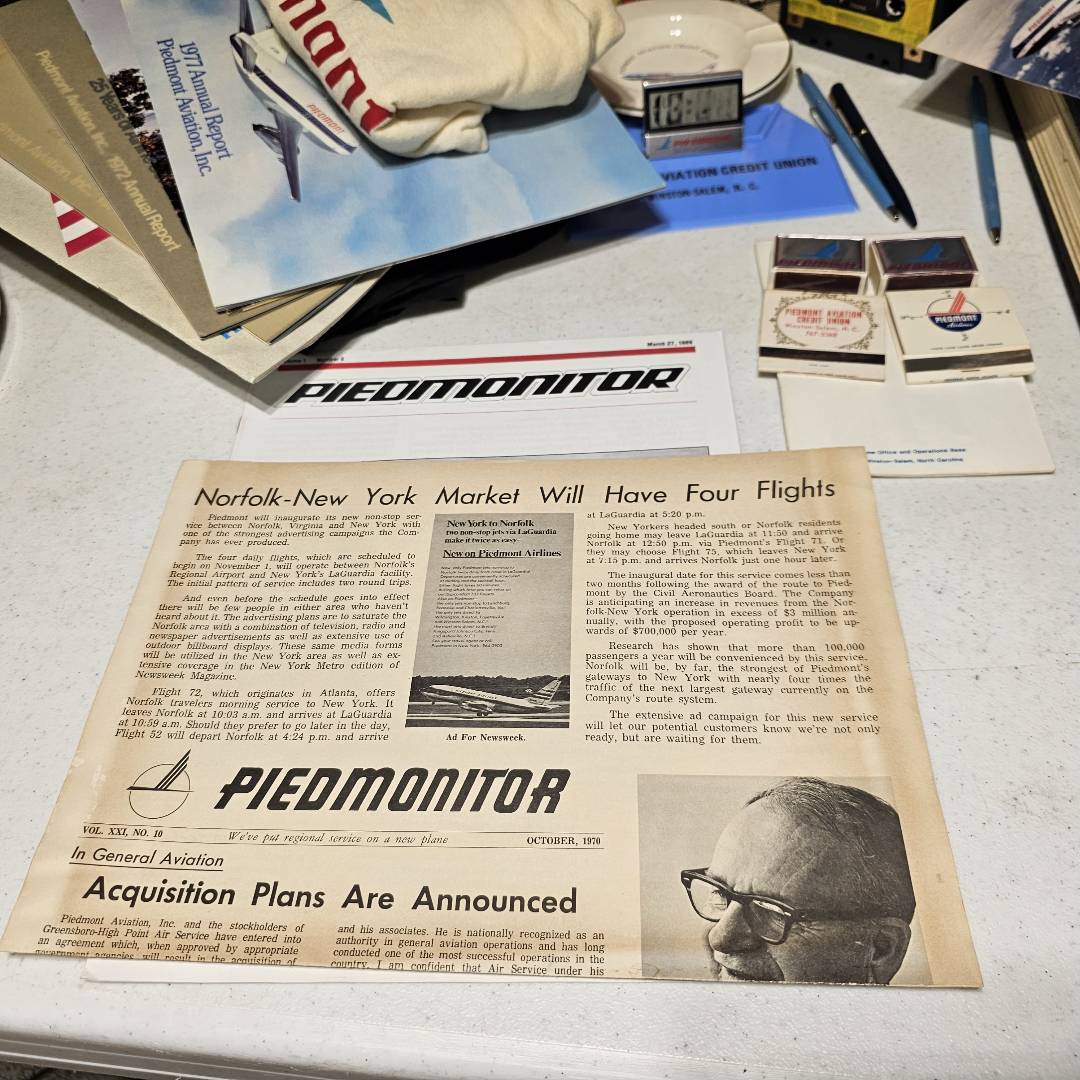 1977 Annual Report
Piedmont Aviation, Inc.
Piedmont Aviation, Inc. 1972 Annual Report
25 Years
PIEDMONT
VIATION CREDIT UNION
WINSTON-SALEM, N. C.
PIEDMONT
PIEDMONT
PIEDMONT AVIATION
CREDIT UNION
Winston-Salem, N. C.
PIEDMONT
Airlines
Office and Operations Base
Winston-Salem, North Carolina
PIEDMONITOR
Norfolk-New York Market Will Have Four Flights
Piedmont will inaugurate its new non-stop ser-
vice between Norfolk, Virginia and New York with
one of the strongest advertising campaigns the Com-
pany has ever produced.
The four daily flights, which are scheduled to
begin on November 1, will operate between Norfolk's
Regional Airport and New York's LaGuardia facility.
The initial pattern of service includes two round trips.
And even before the schedule goes into effect
there will be few people in either area who haven't
heard about it. The advertising plans are to saturate the
Norfolk area with a combination of television, radio and
newspaper advertisements as well as extensive use of
outdoor billboard displays. These same media forms
will be utilized in the New York area as well as ex-
tensive coverage in the New York Metro edition of
Newsweek Magazine.
Flight 72, which originates in Atlanta, offers
Norfolk travelers morning service to New York. It
leaves Norfolk at 10:03 a.m. and arrives at LaGuardia
at 10:59 a.m. Should they prefer to go later in the day,
Flight 52 will depart Norfolk at 4:24 p.m. and arrive
New York to Norfolk
two non-stop jets via LaGuardia
make it twice as easy.
New on Piedmont Airlines
Ad For Newsweek.
at LaGuardia at 5:20 p.m.
New Yorkers headed south or Norfolk residents
going home may leave LaGuardia at 11:50 and arrive
Norfolk at 12:50 p.m. via Piedmont's Flight 71. Or
they may choose Flight 75, which leaves New York
at 7:15 p.m. and arrives Norfolk just one hour later.
The inaugural date for this service comes less than
two months following the award of the route to Pied-
mont by the Civil Aeronautics Board. The Company
is anticipating an increase in revenues from the Nor-
folk-New York operation in excess of $3 million an-
nually, with the proposed operating profit to be up-
wards of $700,000 per year.
Research has shown that more than 100,000
passengers a year will be convenienced by this service.
Norfolk will be, by far, the strongest of Piedmont's
gateways to New York with nearly four times the
traffic of the next largest gateway currently on the
Company's route system.
The extensive ad campaign for this new service
will let our potential customers know we're not only
ready, but are waiting for them.
PIEDMONITOR
VOL. XXI, NO. 10
We've put regional service on a new plane
OCTOBER, 1970
In General Aviation
Acquisition Plans Are Announced
Piedmont Aviation, Inc. and the stockholders of
Greensboro-High Point Air Service have entered into
an agreement which, when approved by appropriate
government agencies, will result in the acquisition of
and his associates. He is nationally recognized as an
authority in general aviation operations and has long
conducted one of the most successful operations in the
country. I am confident that Air Service under his